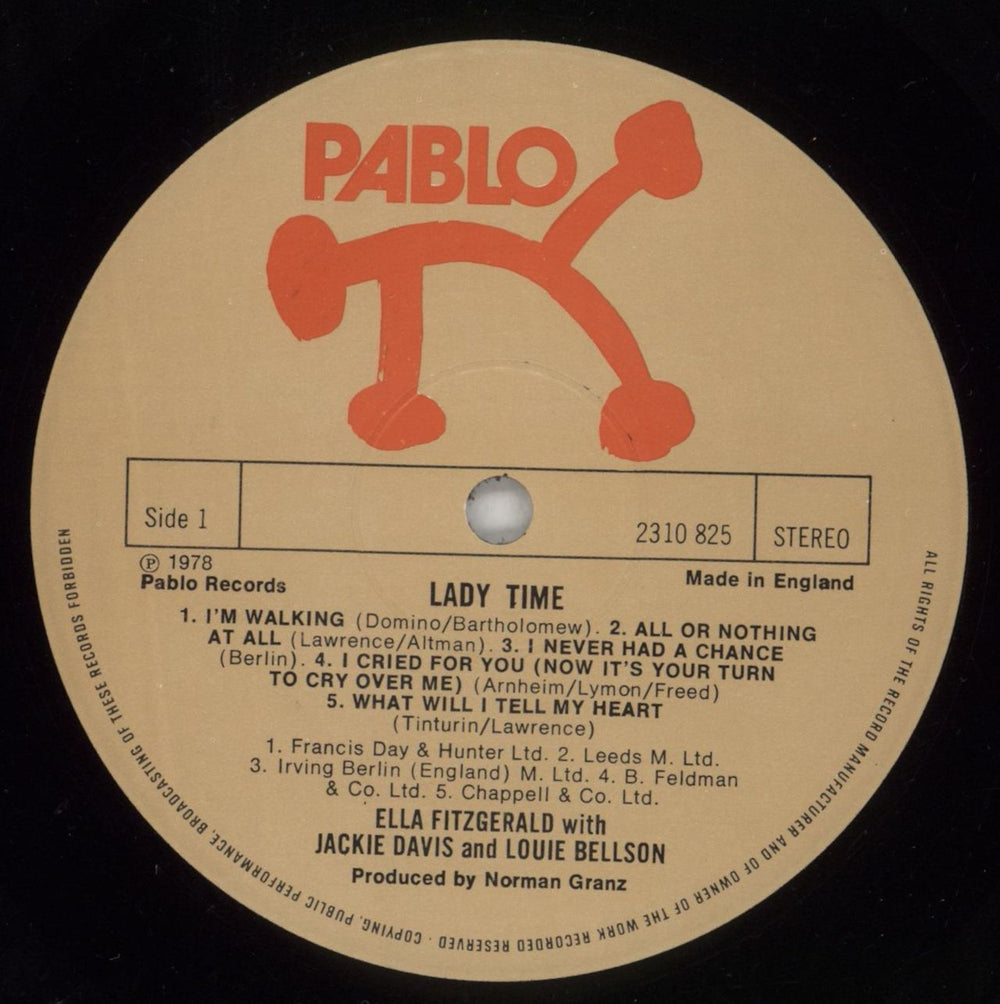 PABLO
Side 1
2310 825
STEREO
Ⓟ 1978
Pablo Records
Made in England
LADY TIME
1. I'M WALKING (Domino/Bartholomew). 2. ALL OR NOTHING
AT ALL (Lawrence/Altman). 3. I NEVER HAD A CHANCE
(Berlin). 4. I CRIED FOR YOU (NOW IT'S YOUR TURN
TO CRY OVER ME) (Arnheim/Lymon/Freed)
5. WHAT WILL I TELL MY HEART
(Tinturin/Lawrence)
1. Francis Day & Hunter Ltd. 2. Leeds M. Ltd.
3. Irving Berlin (England) M. Ltd. 4. B. Feldman
& Co. Ltd. 5. Chappell & Co. Ltd.
ELLA FITZGERALD with
JACKIE DAVIS and LOUIE BELLSON
Produced by Norman Granz
ALL RIGHTS OF THE RECORD MANUFACTURER AND OF OWNER OF THE WORK RECORDED RESERVED · COPYING, PUBLIC PERFORMANCE, BROADCASTING OF THESE RECORDS FORBIDDEN